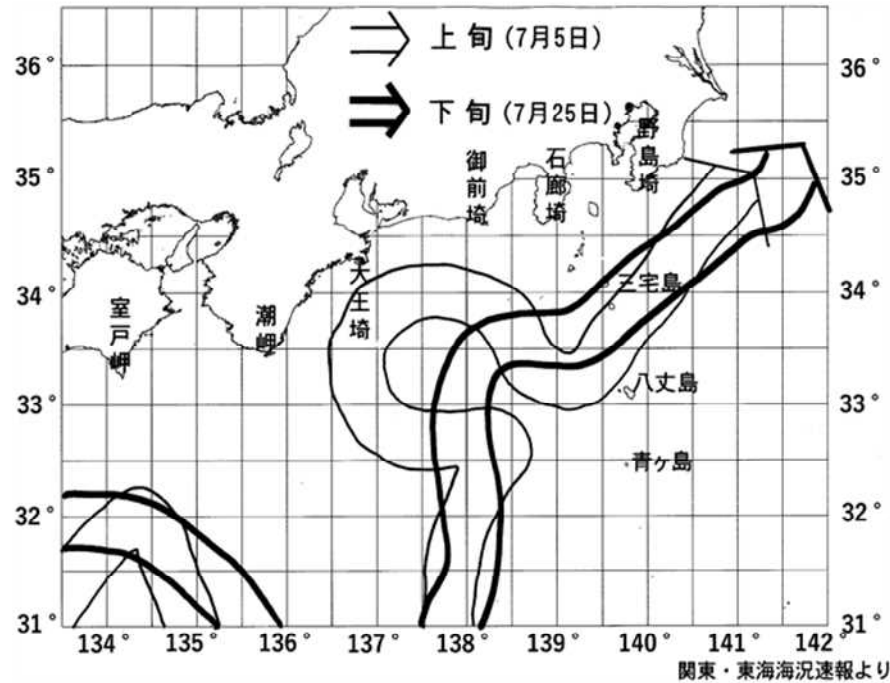 上旬(7月5日)
下旬(7月25日)
36°
36°
35°
35°
34°
34°
33°
33°
32°
32°
31°
31°
野島埼
石廊埼
御前埼
大王埼
潮岬
室戸岬
三宅島
八丈島
青ヶ島
134°
135°
136°
137°
138°
139°
140°
141°
142°
関東・東海海況速報より